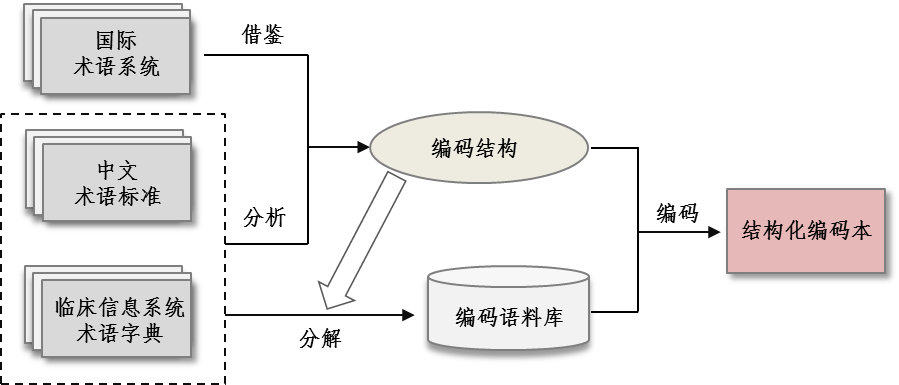 国际
术语系统
借鉴
编码结构
中文
术语标准
分析
编码
结构化编码本
临床信息系统
术语字典
分解
编码语料库